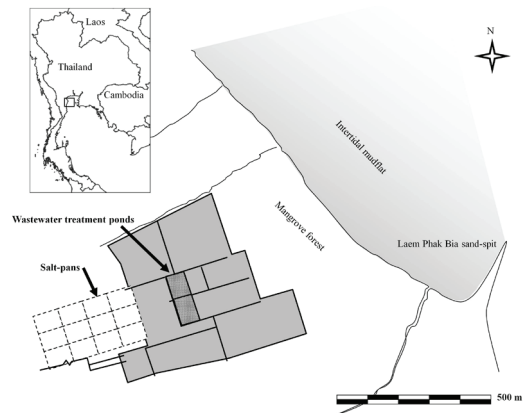 Laos
Thailand
Cambodia
N
Intertidal mudflat
Mangrove forest
Wastewater treatment ponds
Laem Phak Bia sand-spit
Salt-pans
500 m